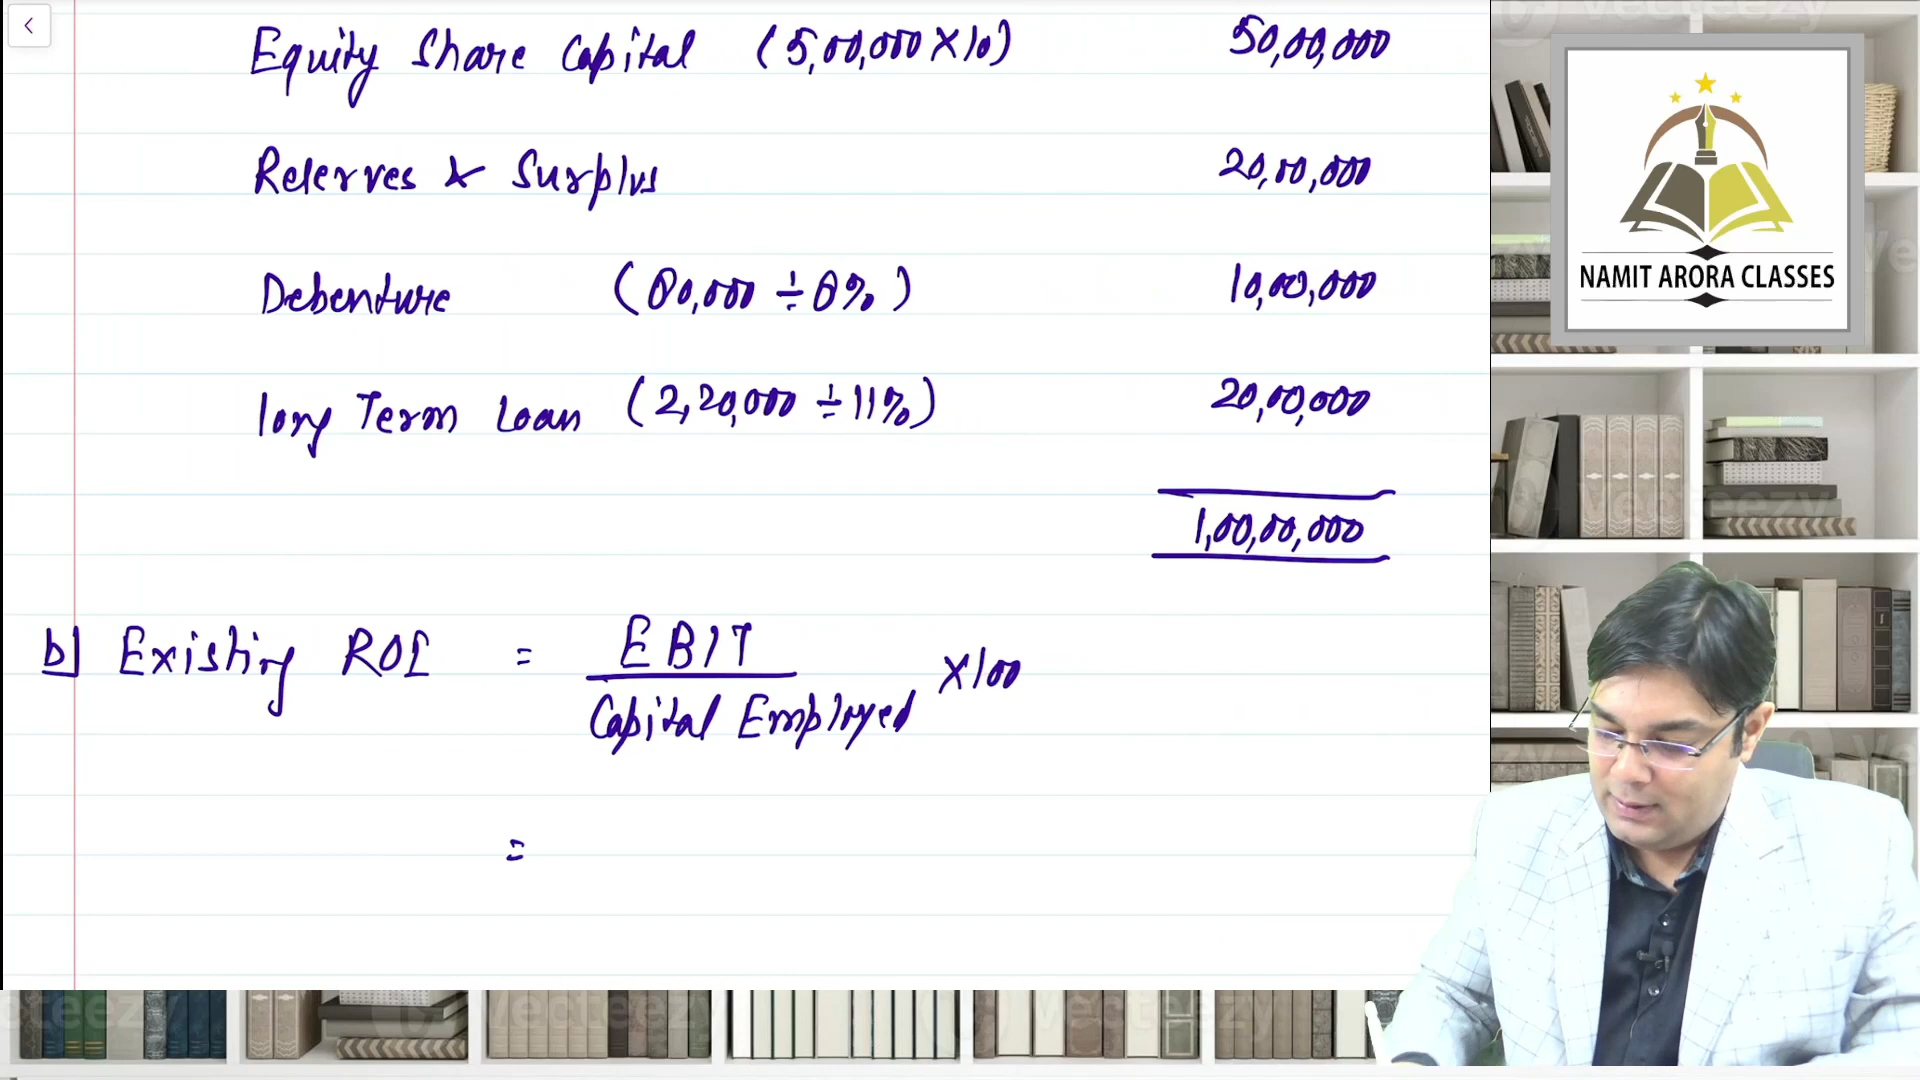 Equity Share Capital (5,00,000 × 10) 50,00,000
Reserves & Surplus 20,00,000
Debenture (80,000 ÷ 8%) 10,00,000
long Term Loan (2,20,000 ÷ 11%) 20,00,000
1,00,00,000
b] Existing ROI = EBIT / Capital Employed × 100
=
NAMIT ARORA CLASSES
Vecteezy